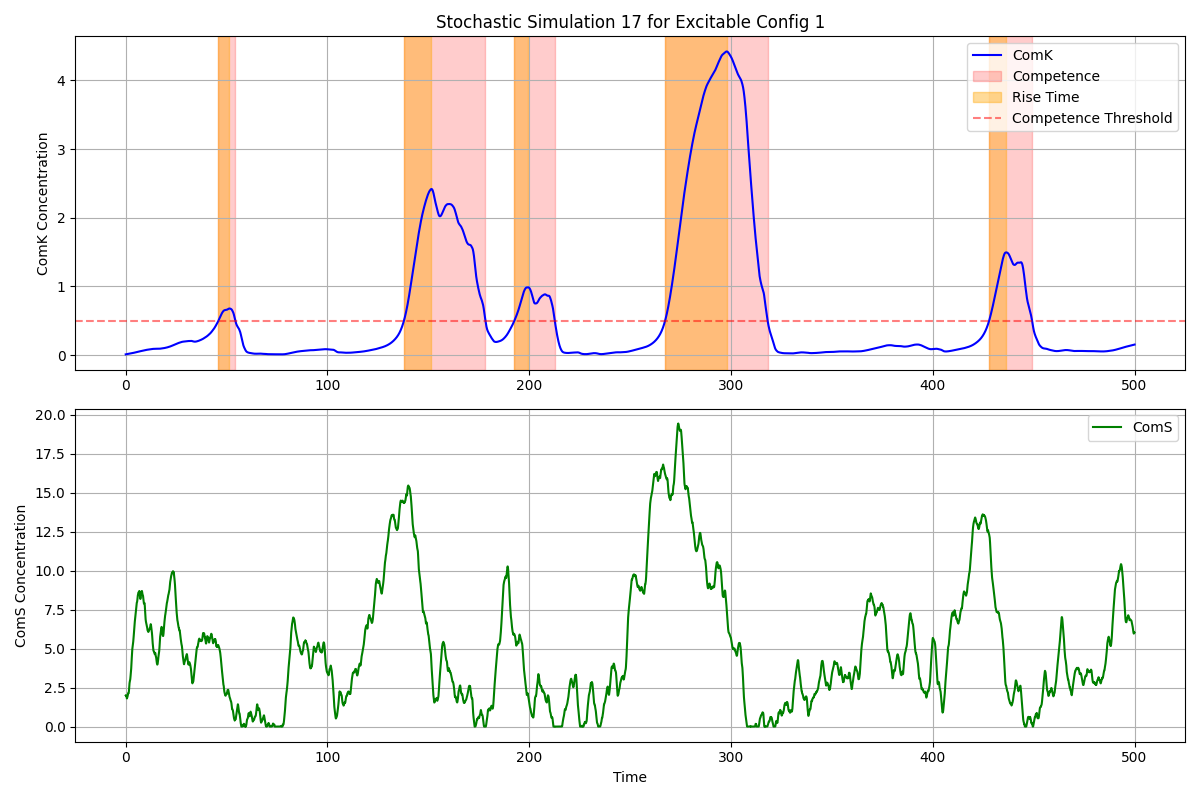 Stochastic Simulation 17 for Excitable Config 1
ComK Concentration
4
3
2
1
0
0 100 200 300 400 500
ComK
Competence
Rise Time
Competence Threshold
ComS Concentration
20.0
17.5
15.0
12.5
10.0
7.5
5.0
2.5
0.0
0 100 200 300 400 500
ComS
Time